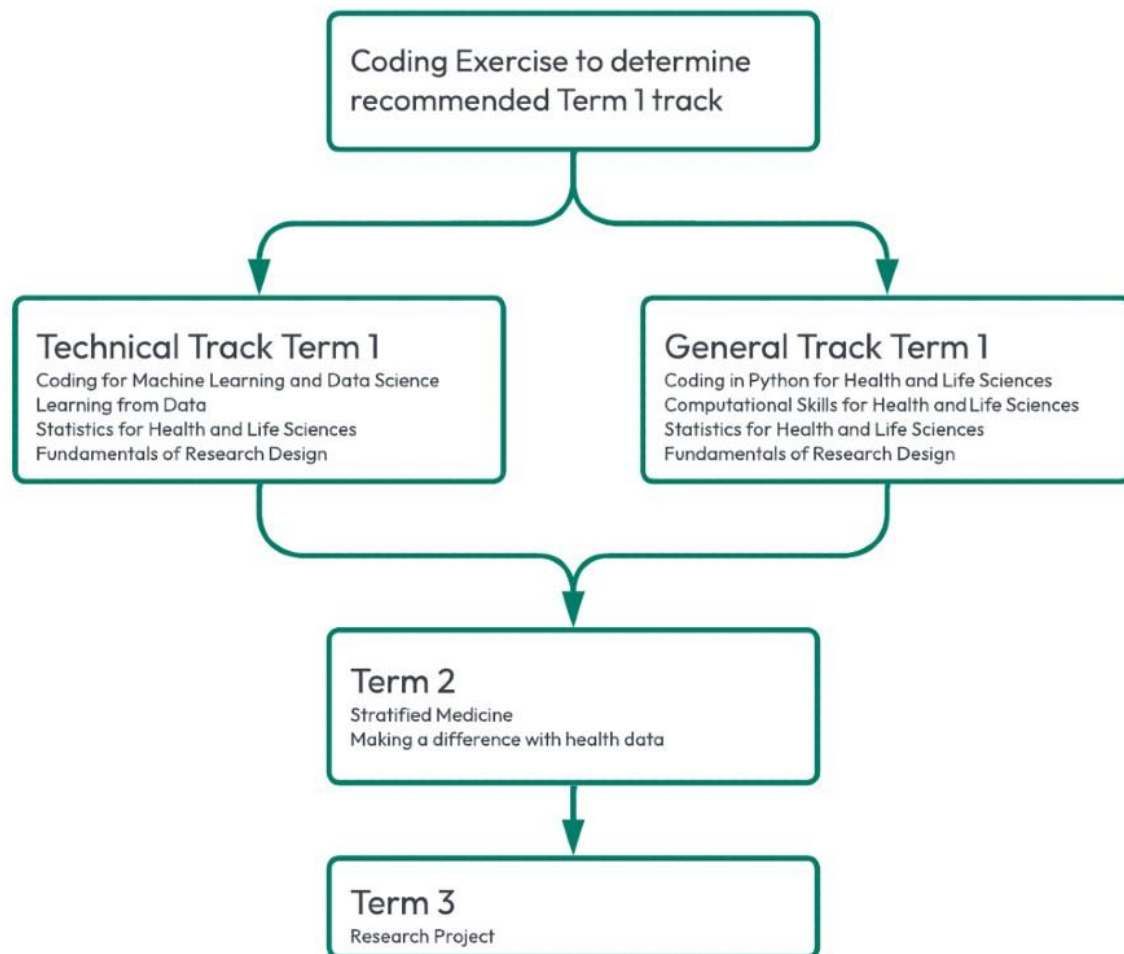 Coding Exercise to determine
recommended Term 1 track
Technical Track Term 1
Coding for Machine Learning and Data Science
Learning from Data
Statistics for Health and Life Sciences
Fundamentals of Research Design
General Track Term 1
Coding in Python for Health and Life Sciences
Computational Skills for Health and Life Sciences
Statistics for Health and Life Sciences
Fundamentals of Research Design
Term 2
Stratified Medicine
Making a difference with health data
Term 3
Research Project